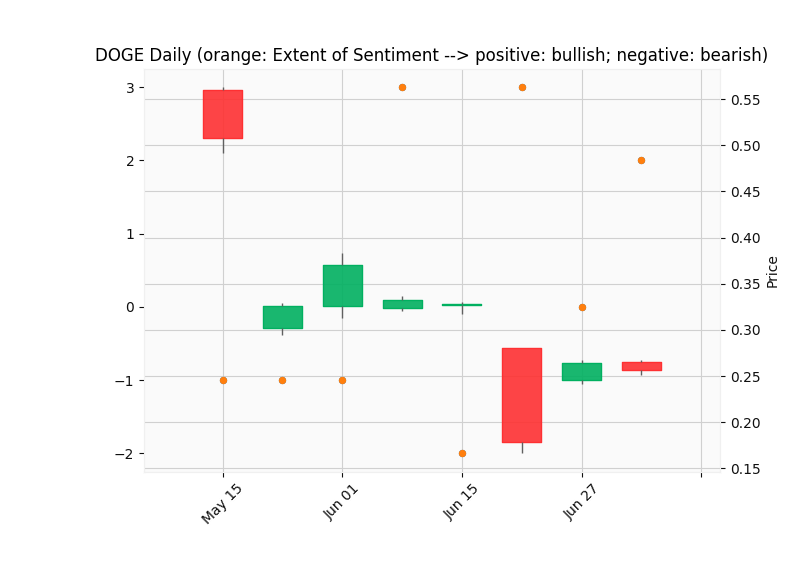 DOGE Daily (orange: Extent of Sentiment --> positive: bullish; negative: bearish)
3
2
1
0
−1
−2
0.55
0.50
0.45
0.40
0.35
0.30
0.25
0.20
0.15
Price
May 15
Jun 01
Jun 15
Jun 27